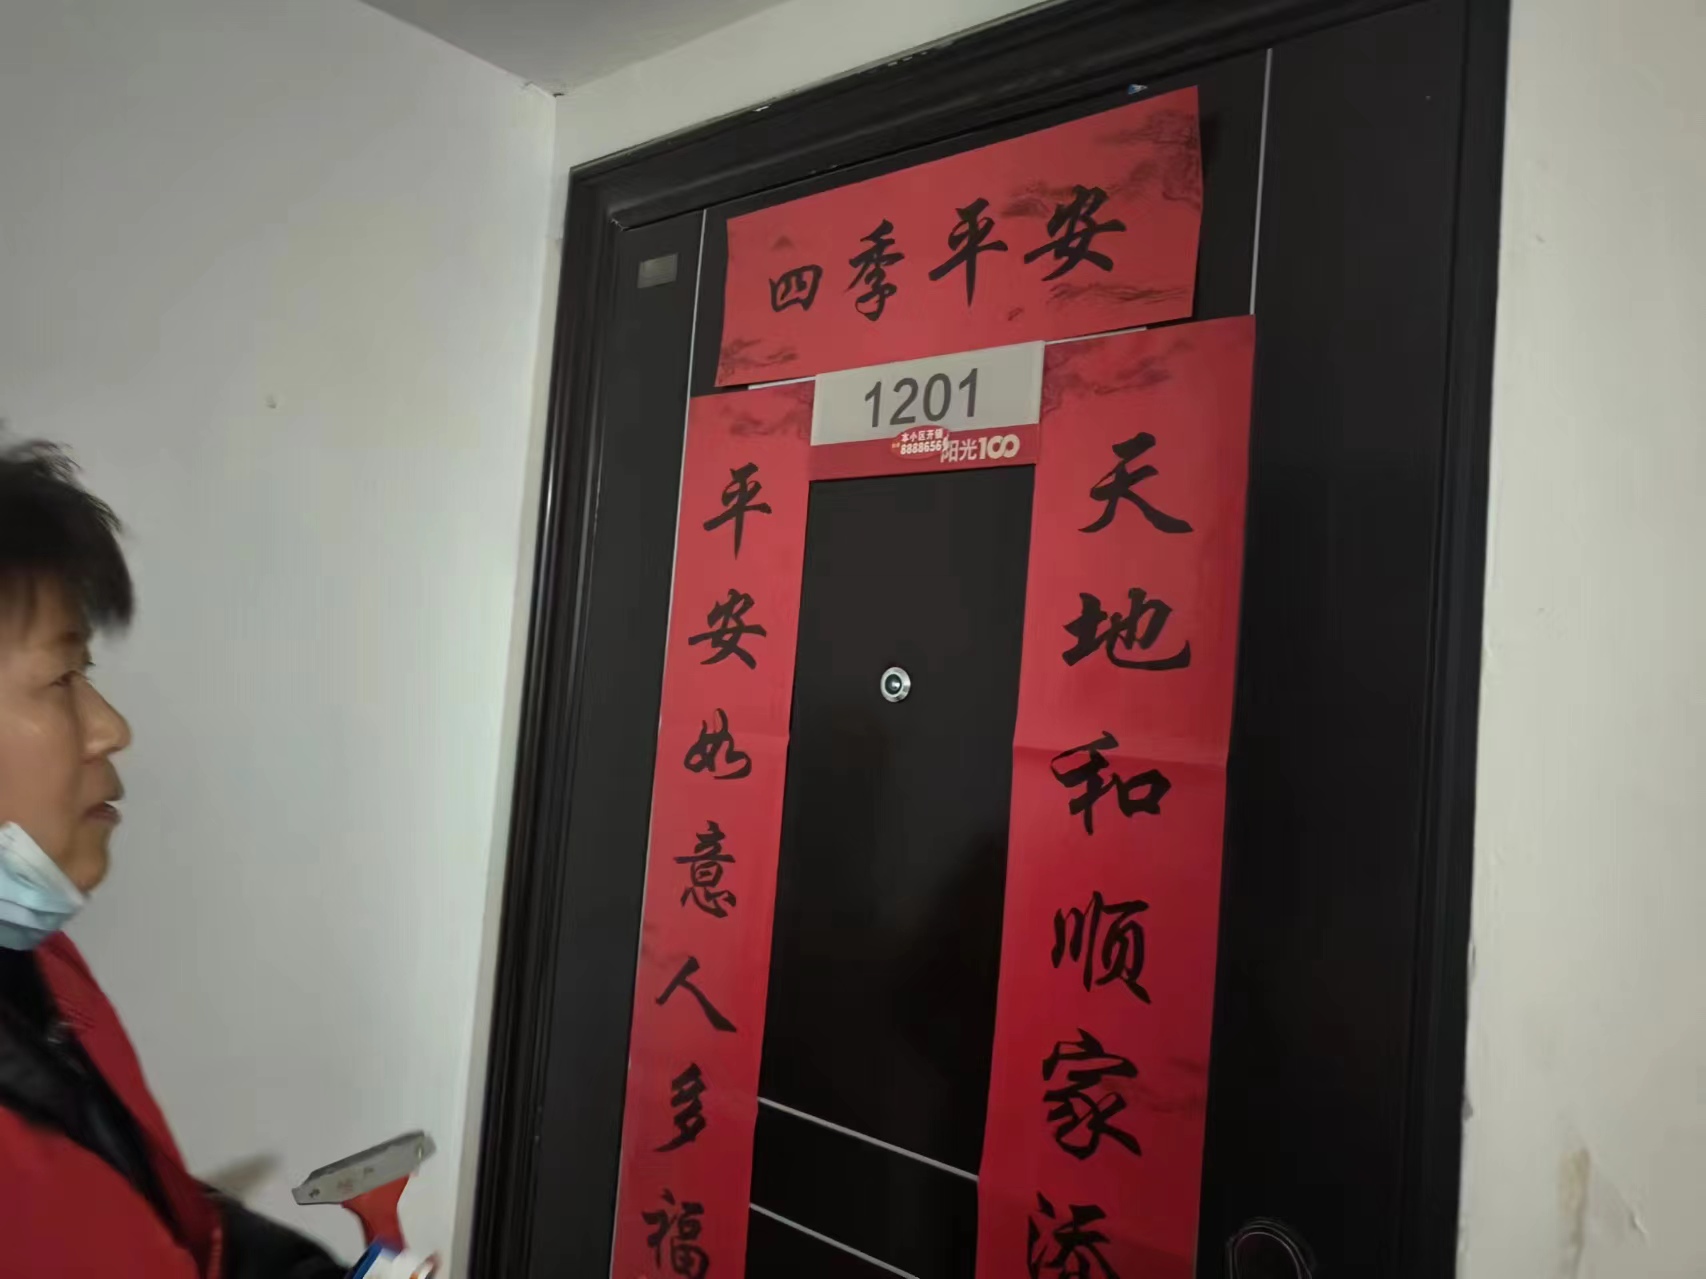 四季平安
1201
本小区开锁
8888656
阳光100
天地和顺家添
平安如意人多福